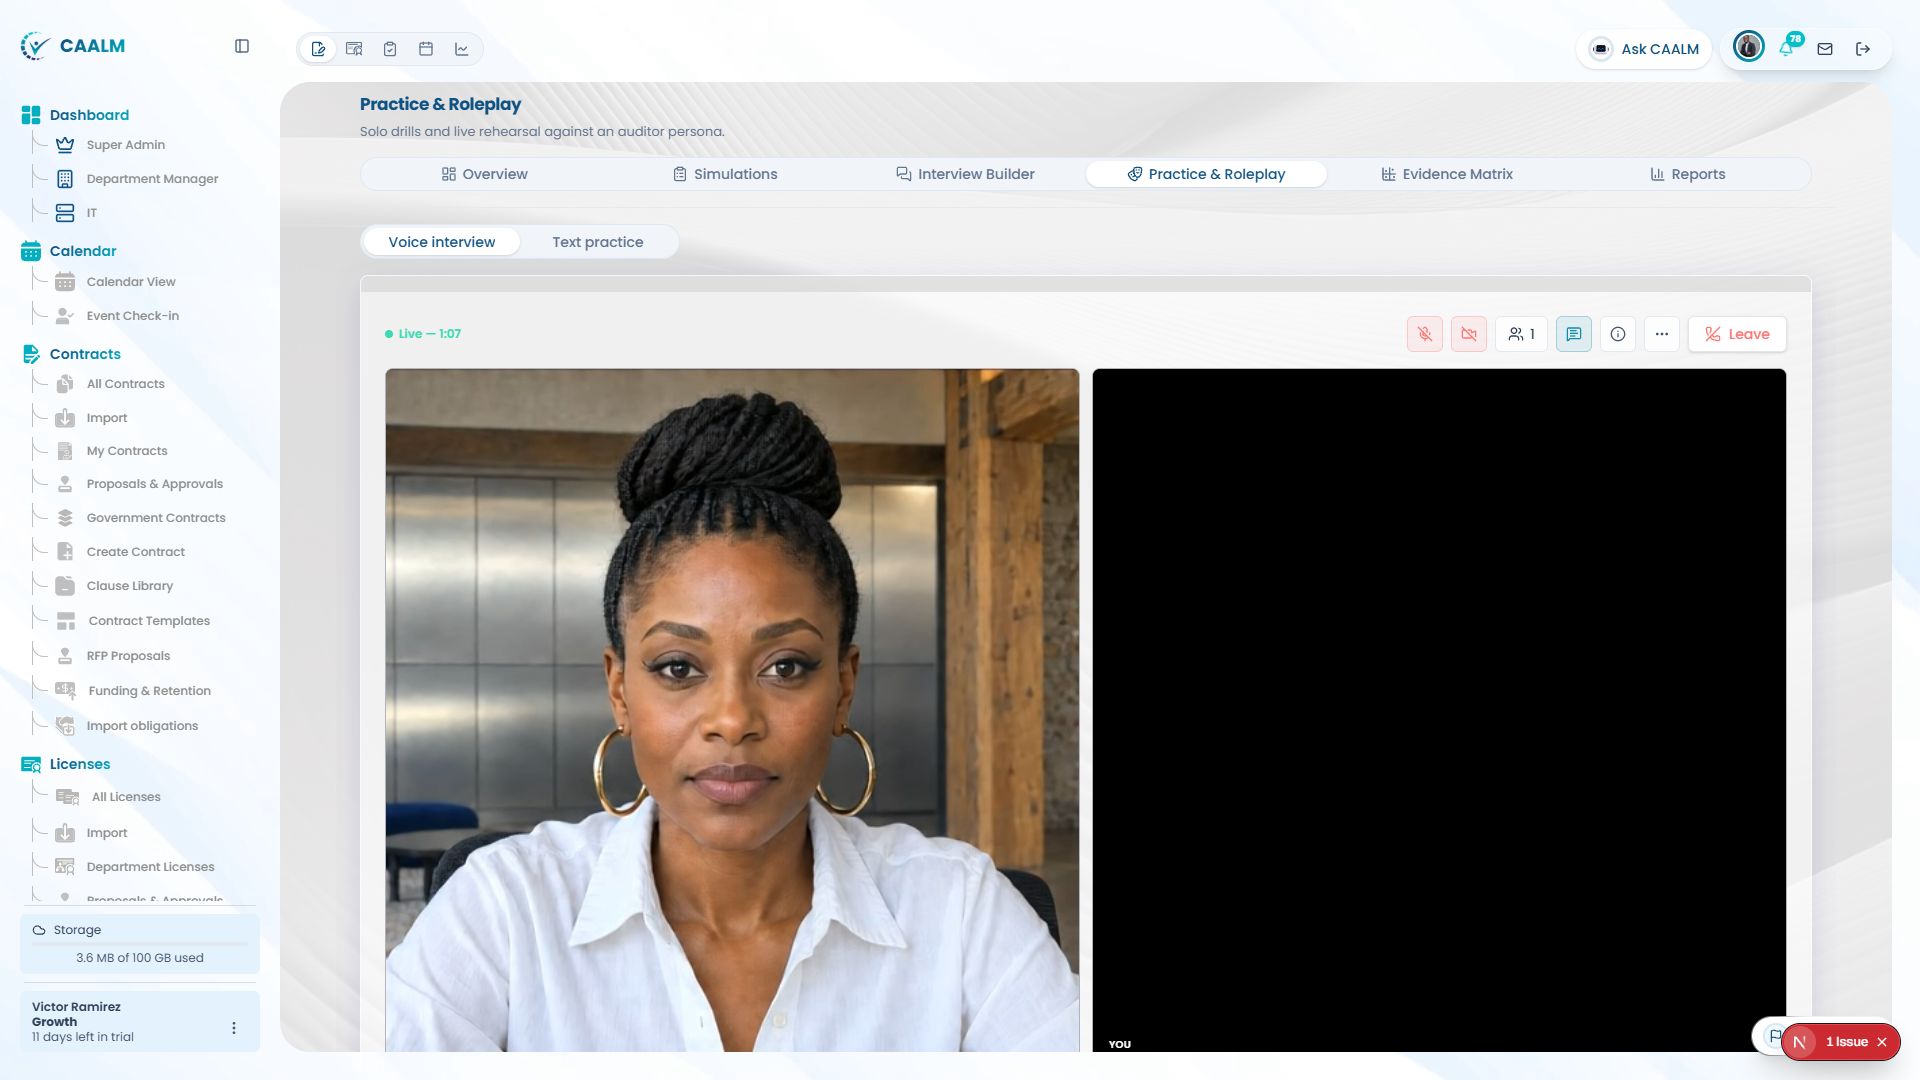 CAALM
Ask CAALM
78
Dashboard
Super Admin
Department Manager
IT
Calendar
Calendar View
Event Check-in
Contracts
All Contracts
Import
My Contracts
Proposals & Approvals
Government Contracts
Create Contract
Clause Library
Contract Templates
RFP Proposals
Funding & Retention
Import obligations
Licenses
All Licenses
Import
Department Licenses
Proposals & Approvals
Storage
3.6 MB of 100 GB used
Victor Ramirez
Growth
11 days left in trial
Practice & Roleplay
Solo drills and live rehearsal against an auditor persona.
Overview
Simulations
Interview Builder
Practice & Roleplay
Evidence Matrix
Reports
Voice interview
Text practice
Live — 1:07
1
Leave
YOU
N
1 Issue